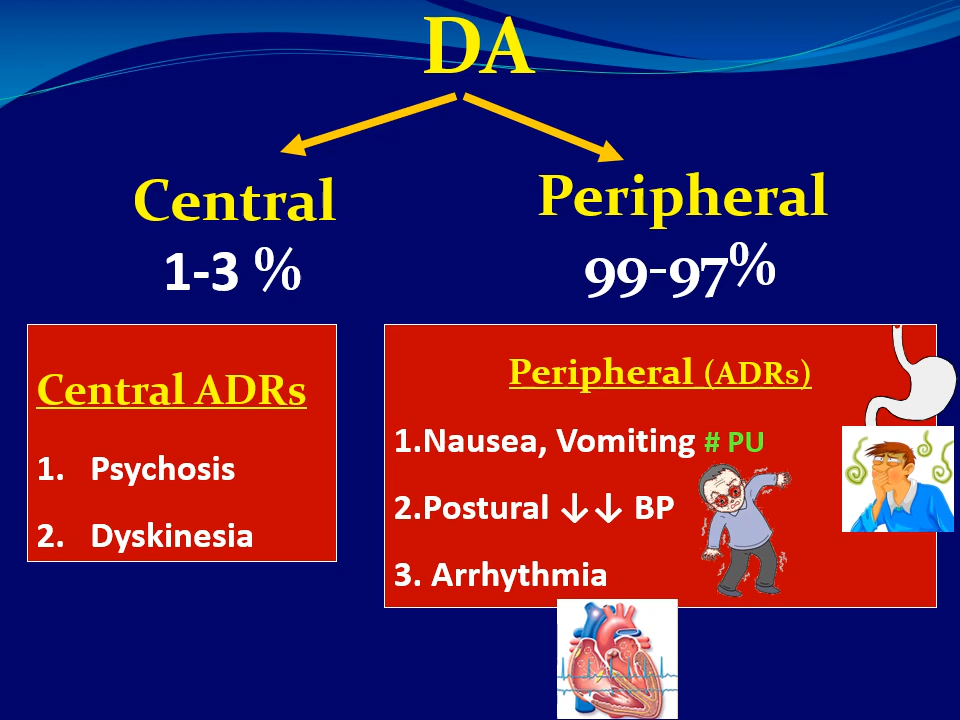 DA
Central
1-3 %
Peripheral
99-97%
Central ADRs
1. Psychosis
2. Dyskinesia
Peripheral (ADRs)
1.Nausea, Vomiting # PU
2.Postural ↓↓ BP
3. Arrhythmia